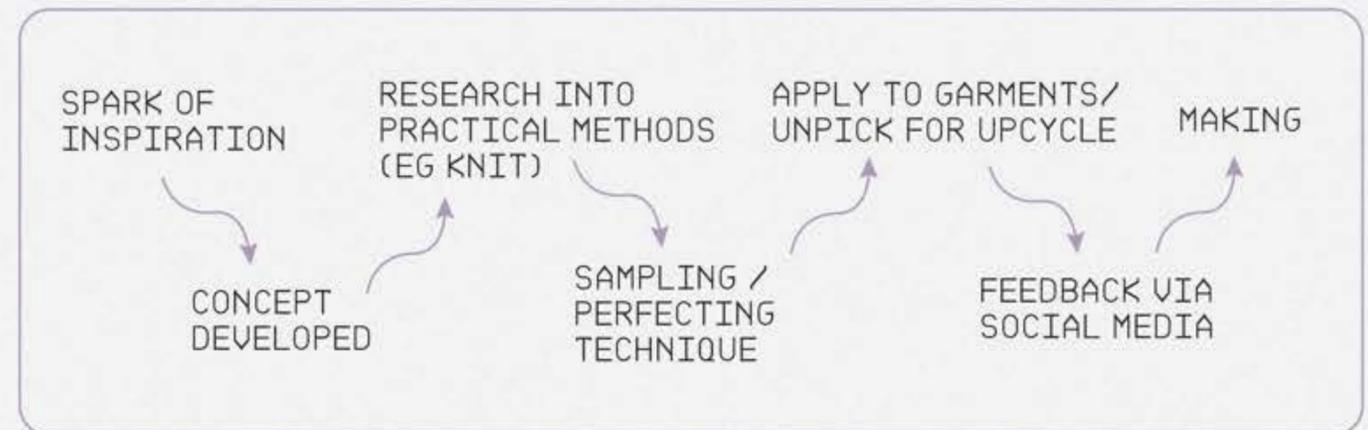 SPARK OF
INSPIRATION
CONCEPT
DEVELOPED
RESEARCH INTO
PRACTICAL METHODS
(EG KNIT)
SAMPLING /
PERFECTING
TECHNIQUE
APPLY TO GARMENTS/
UNPICK FOR UPCYCLE
FEEDBACK VIA
SOCIAL MEDIA
MAKING